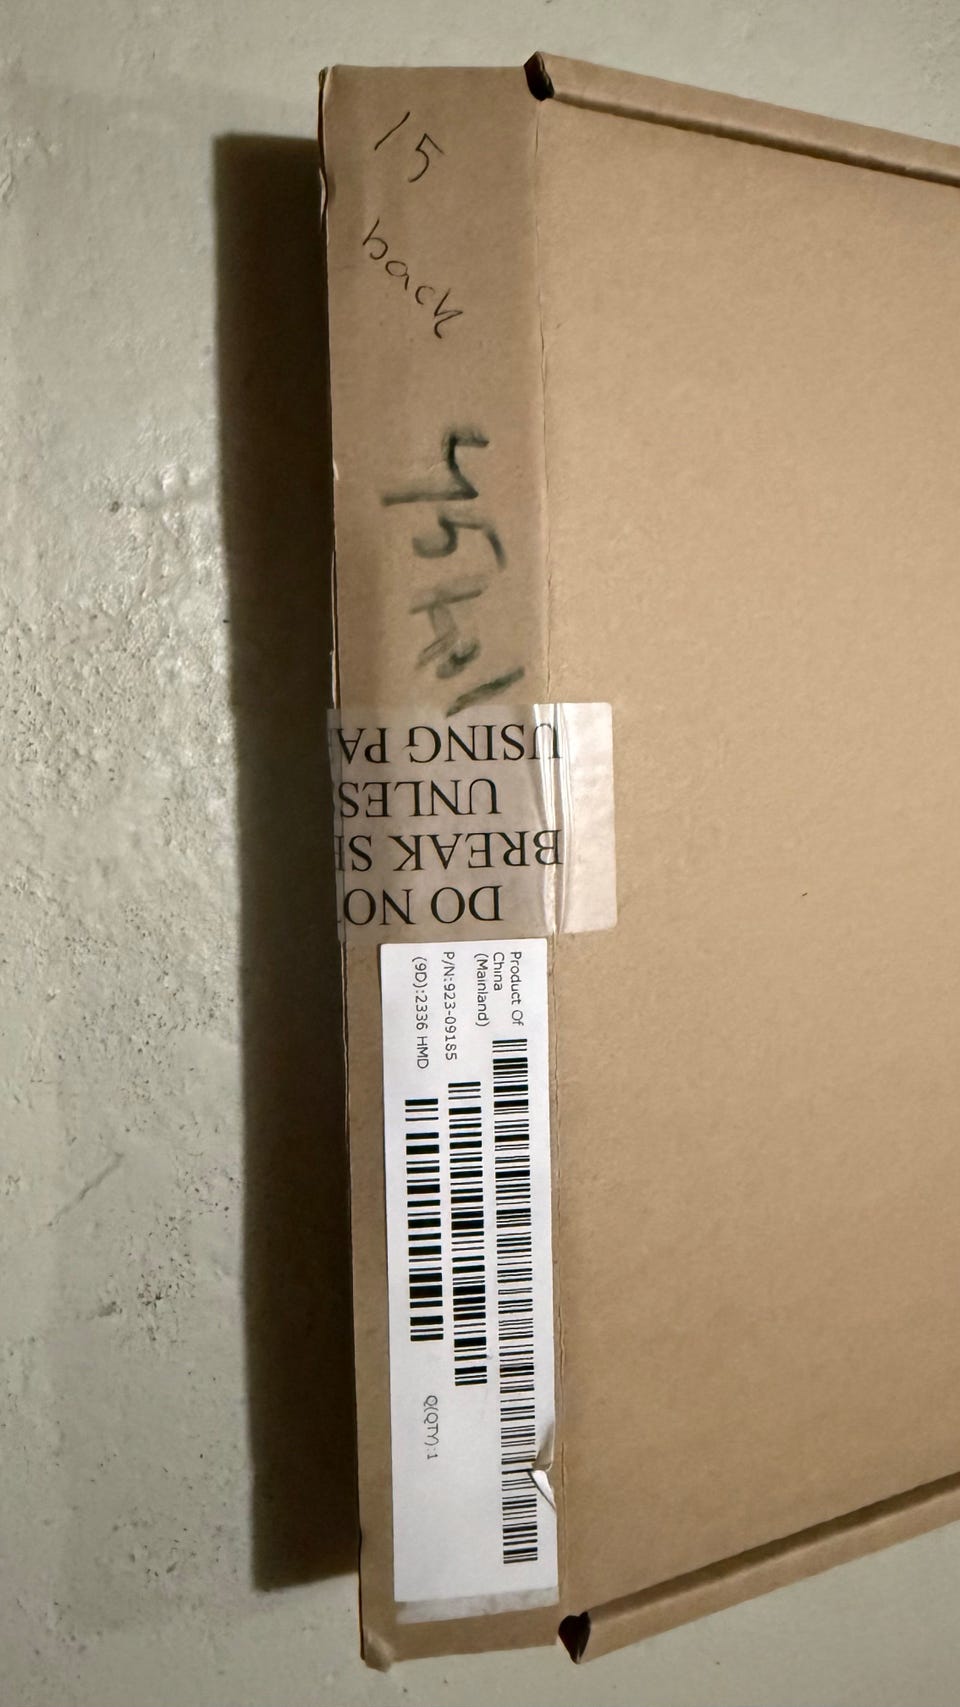 15
back
45 tal
DO NO
BREAK S
UNLES
USING PA
Product Of
China
(Mainland)
P/N:923-09185
(9D):2336 HMD
Q(QTY):1